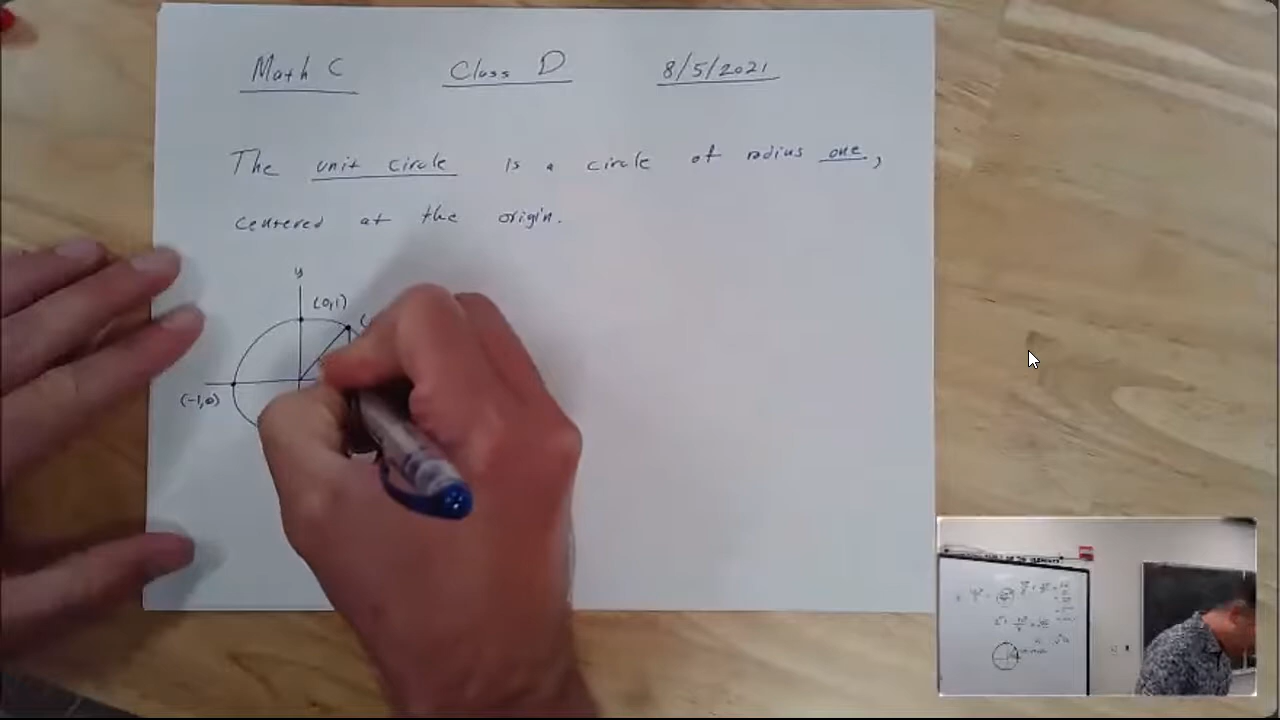 Math C Class D 8/5/2021
The unit circle is a circle of radius one,
centered at the origin.
y
(0,1) (
(-1,0)